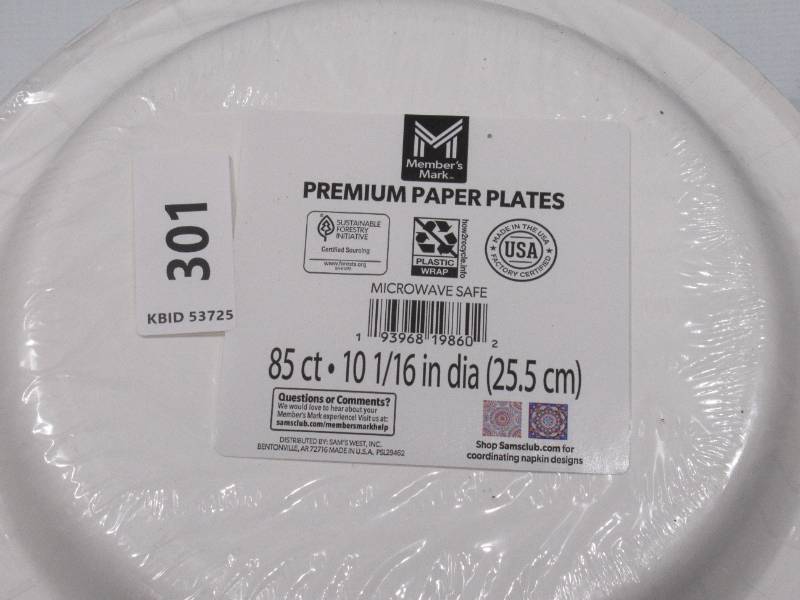 Member's
Mark™
PREMIUM PAPER PLATES
SUSTAINABLE
FORESTRY
INITIATIVE
Certified Sourcing
www.forests.org
how2recycle.info
PLASTIC
WRAP
MADE IN THE USA
USA
FACTORY CERTIFIED
MICROWAVE SAFE
1 93968 19860 2
85 ct • 10 1/16 in dia (25.5 cm)
Questions or Comments?
We would love to hear about your
Member's Mark experience! Visit us at:
samsclub.com/membersmarkhelp
DISTRIBUTED BY: SAM'S WEST, INC.
BENTONVILLE, AR 72716 MADE IN U.S.A.
Shop Samsclub.com for
coordinating napkin designs
301
KBID 53725